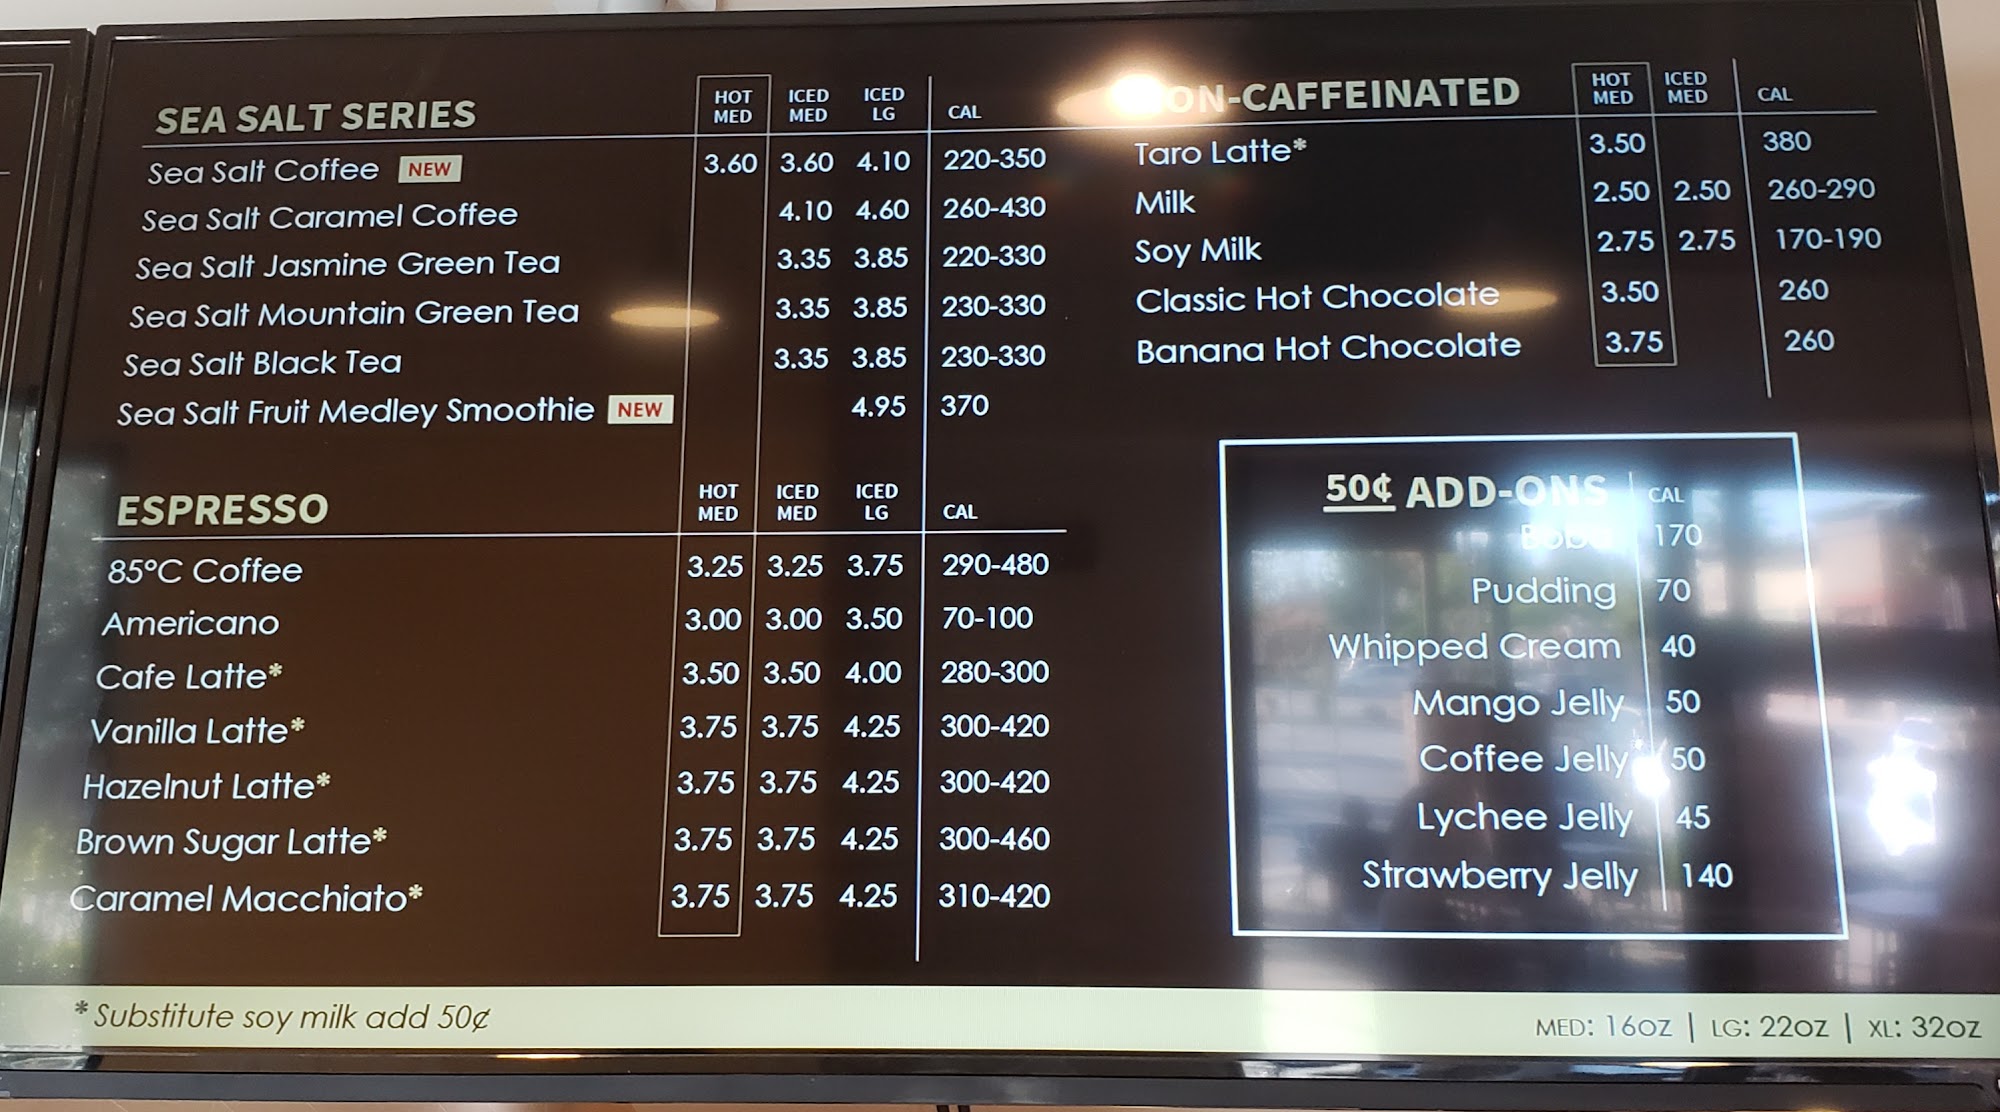 SEA SALT SERIES HOT MED ICED MED ICED LG CAL
Sea Salt Coffee NEW 3.60 3.60 4.10 220-350
Sea Salt Caramel Coffee 4.10 4.60 260-430
Sea Salt Jasmine Green Tea 3.35 3.85 220-330
Sea Salt Mountain Green Tea 3.35 3.85 230-330
Sea Salt Black Tea 3.35 3.85 230-330
Sea Salt Fruit Medley Smoothie NEW 4.95 370
ESPRESSO HOT MED ICED MED ICED LG CAL
85°C Coffee 3.25 3.25 3.75 290-480
Americano 3.00 3.00 3.50 70-100
Cafe Latte* 3.50 3.50 4.00 280-300
Vanilla Latte* 3.75 3.75 4.25 300-420
Hazelnut Latte* 3.75 3.75 4.25 300-420
Brown Sugar Latte* 3.75 3.75 4.25 300-460
Caramel Macchiato* 3.75 3.75 4.25 310-420
NON-CAFFEINATED HOT MED ICED MED CAL
Taro Latte* 3.50 380
Milk 2.50 2.50 260-290
Soy Milk 2.75 2.75 170-190
Classic Hot Chocolate 3.50 260
Banana Hot Chocolate 3.75 260
50¢ ADD-ONS CAL
Boba 170
Pudding 70
Whipped Cream 40
Mango Jelly 50
Coffee Jelly 50
Lychee Jelly 45
Strawberry Jelly 140
* Substitute soy milk add 50¢
MED: 16OZ | LG: 22OZ | XL: 32OZ